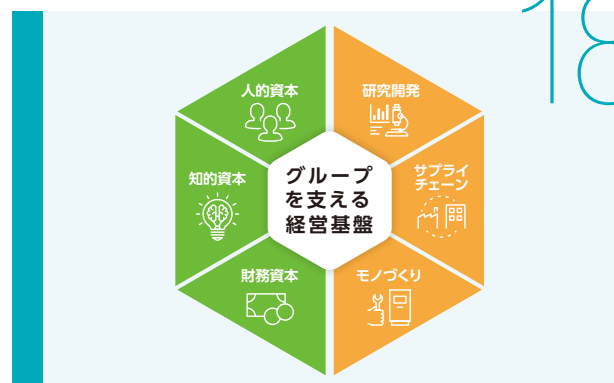 18
人的資本
研究開発
知的資本
グループ
を支える
経営基盤
サプライ
チェーン
財務資本
モノづくり